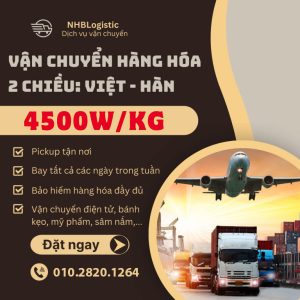 NHBLogistic
Dịch vụ vận chuyển
VẬN CHUYỂN HÀNG HÓA
2 CHIỀU: VIỆT - HÀN
4500W/KG
Pickup tận nơi
Bay tất cả các ngày trong tuần
Bảo hiểm hàng hóa đầy đủ
Vận chuyển điện tử, bánh
kẹo, mỹ phẩm, sâm nấm,...
Đặt ngay
010.2820.1264